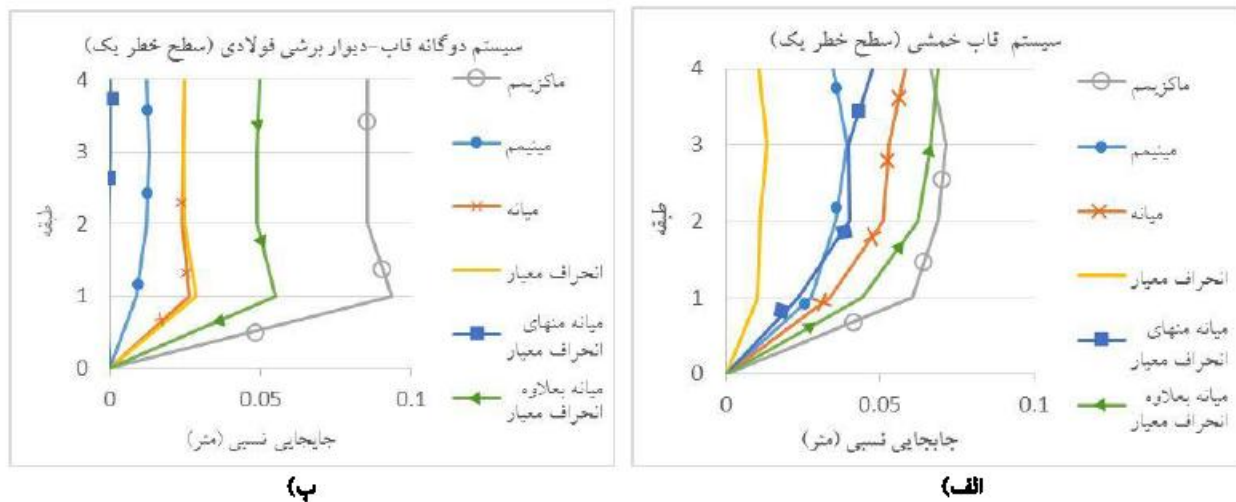 سیستم قاب خمشی (سطح خطر یک)
4
3
2
1
0
طبقه
0
0.05
0.1
جابجایی نسبی (متر)
ماکزیمم
مینیمم
میانه
انحراف معیار
میانه منهای
انحراف معیار
میانه بعلاوه
انحراف معیار
الف)
سیستم دوگانه قاب-دیوار برشی فولادی (سطح خطر یک)
4
3
2
1
0
طبقه
0
0.05
0.1
جابجایی نسبی (متر)
ماکزیمم
مینیمم
میانه
انحراف معیار
میانه منهای
انحراف معیار
میانه بعلاوه
انحراف معیار
پ)